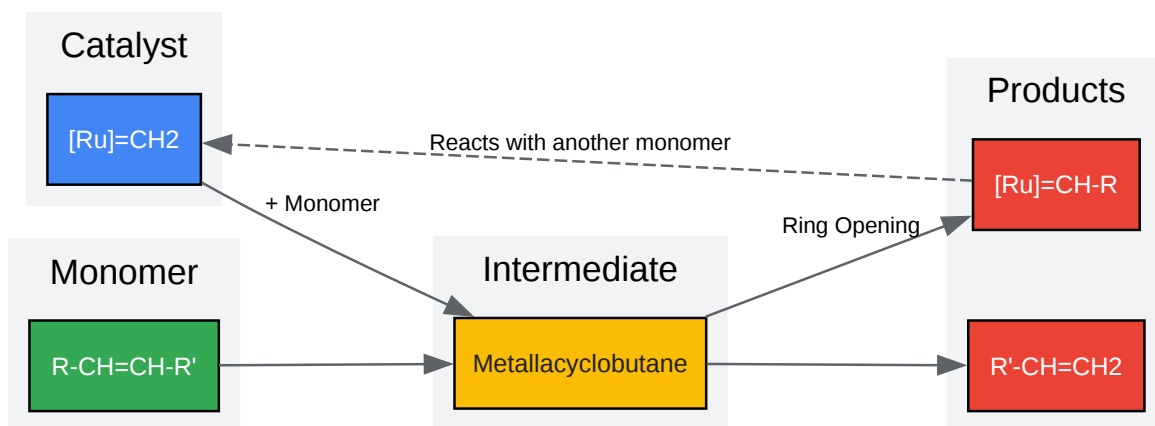 Catalyst
[Ru]=CH2
Reacts with another monomer
+ Monomer
Products
[Ru]=CH-R
Ring Opening
Monomer
R-CH=CH-R'
Intermediate
Metallacyclobutane
R'-CH=CH2